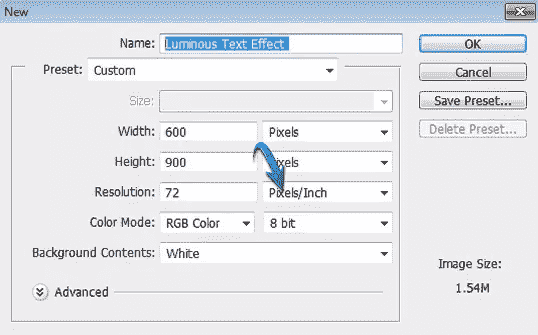 New
Name: Luminous Text Effect
OK
Preset: Custom
Cancel
Size:
Save Preset...
Width: 600 Pixels
Delete Preset...
Height: 900 Pixels
Resolution: 72 Pixels/Inch
Color Mode: RGB Color 8 bit
Background Contents: White
Image Size:
Advanced
1.54M